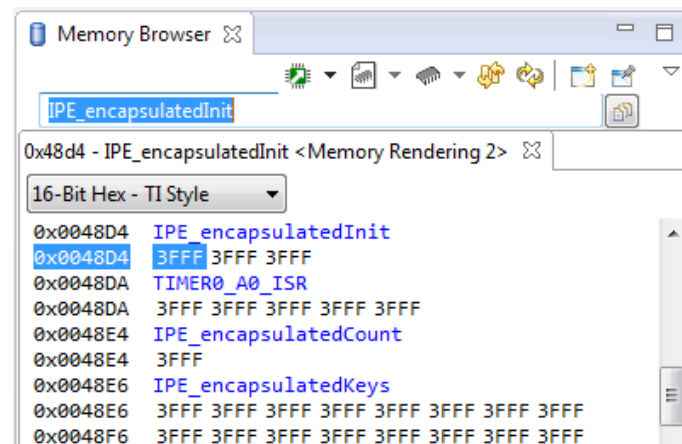 Memory Browser
IPE_encapsulatedInit
0x48d4 - IPE_encapsulatedInit <Memory Rendering 2>
16-Bit Hex - TI Style
0x0048D4 IPE_encapsulatedInit
0x0048D4 3FFF 3FFF 3FFF
0x0048DA TIMER0_A0_ISR
0x0048DA 3FFF 3FFF 3FFF 3FFF 3FFF
0x0048E4 IPE_encapsulatedCount
0x0048E4 3FFF
0x0048E6 IPE_encapsulatedKeys
0x0048E6 3FFF 3FFF 3FFF 3FFF 3FFF 3FFF 3FFF 3FFF
0x0048F6 3FFF 3FFF 3FFF 3FFF 3FFF 3FFF 3FFF 3FFF